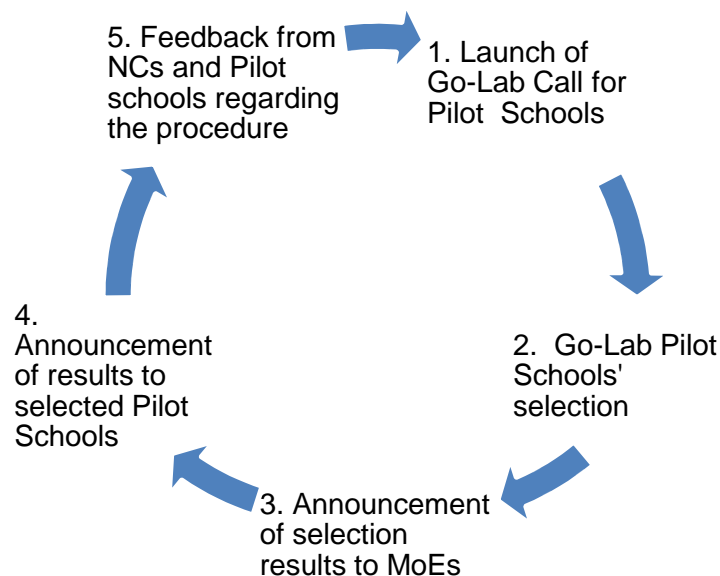 5. Feedback from
NCs and Pilot
schools regarding
the procedure
1. Launch of
Go-Lab Call for
Pilot Schools
2. Go-Lab Pilot
Schools'
selection
3. Announcement
of selection
results to MoEs
4.
Announcement
of results to
selected Pilot
Schools